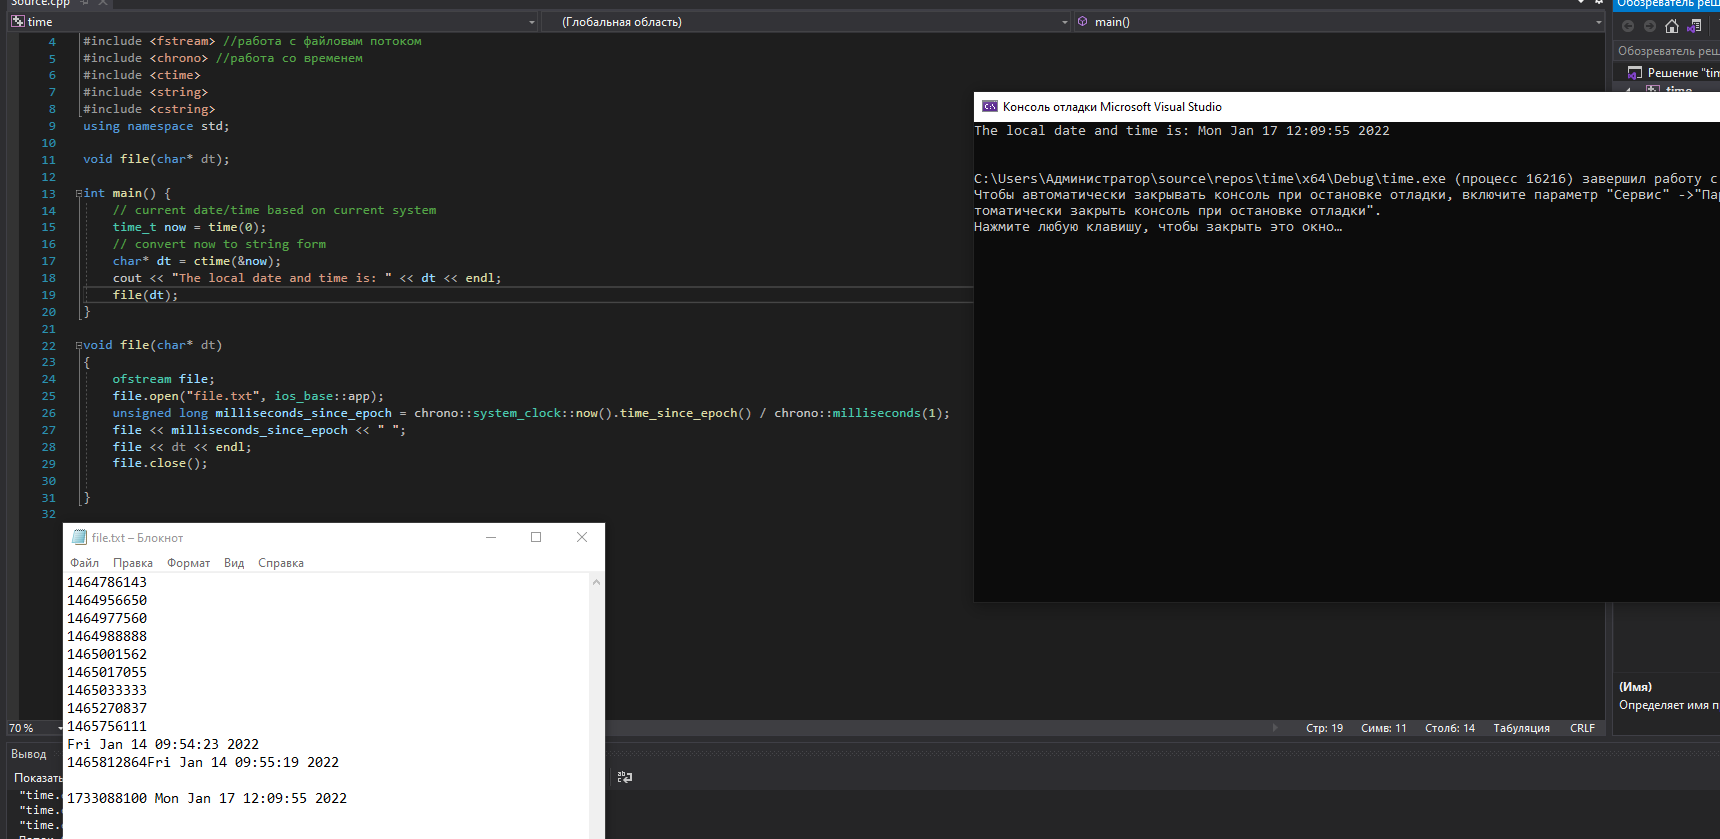 Source.cpp
time
(Глобальная область)
main()
4 #include <fstream> //работа с файловым потоком
5 #include <chrono> //работа со временем
6 #include <ctime>
7 #include <string>
8 #include <cstring>
9 using namespace std;
10
11 void file(char* dt);
12
13 int main() {
14 // current date/time based on current system
15 time_t now = time(0);
16 // convert now to string form
17 char* dt = ctime(&now);
18 cout << "The local date and time is: " << dt << endl;
19 file(dt);
20 }
21
22 void file(char* dt)
23 {
24 ofstream file;
25 file.open("file.txt", ios_base::app);
26 unsigned long milliseconds_since_epoch = chrono::system_clock::now().time_since_epoch() / chrono::milliseconds(1);
27 file << milliseconds_since_epoch << " ";
28 file << dt << endl;
29 file.close();
30
31 }
32
Консоль отладки Microsoft Visual Studio
The local date and time is: Mon Jan 17 12:09:55 2022
C:\Users\Администратор\source\repos\time\x64\Debug\time.exe (процесс 16216) завершил работу с
Чтобы автоматически закрывать консоль при остановке отладки, включите параметр "Сервис" ->"Пар
томатически закрыть консоль при остановке отладки".
Нажмите любую клавишу, чтобы закрыть это окно…
Обозреватель реш
Обозреватель реш
Решение "tim
time
(Имя)
Определяет имя п
file.txt – Блокнот
Файл Правка Формат Вид Справка
1464786143
1464956650
1464977560
1464988888
1465001562
1465017055
1465033333
1465270837
1465756111
Fri Jan 14 09:54:23 2022
1465812864Fri Jan 14 09:55:19 2022
1733088100 Mon Jan 17 12:09:55 2022
70 %
Стр: 19 Симв: 11 Столб: 14 Табуляция CRLF
Вывод
Показать
"time.
"time.
"time.